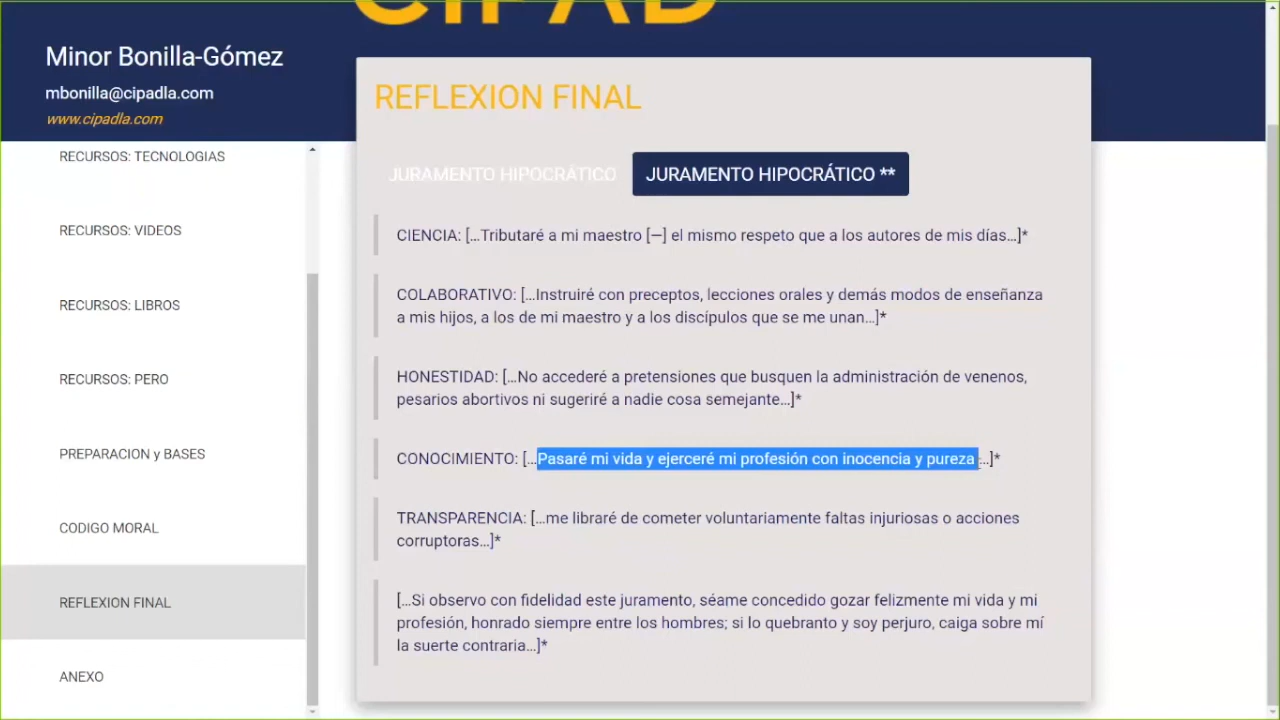 CIPAD
Minor Bonilla-Gómez
mbonilla@cipadla.com
www.cipadla.com
RECURSOS: TECNOLOGIAS
RECURSOS: VIDEOS
RECURSOS: LIBROS
RECURSOS: PERO
PREPARACION y BASES
CODIGO MORAL
REFLEXION FINAL
ANEXO
REFLEXION FINAL
JURAMENTO HIPOCRÁTICO
JURAMENTO HIPOCRÁTICO **
CIENCIA: […Tributaré a mi maestro [—] el mismo respeto que a los autores de mis días…]*
COLABORATIVO: […Instruiré con preceptos, lecciones orales y demás modos de enseñanza
a mis hijos, a los de mi maestro y a los discípulos que se me unan…]*
HONESTIDAD: […No accederé a pretensiones que busquen la administración de venenos,
pesarios abortivos ni sugeriré a nadie cosa semejante…]*
CONOCIMIENTO: […Pasaré mi vida y ejerceré mi profesión con inocencia y pureza …]*
TRANSPARENCIA: […me libraré de cometer voluntariamente faltas injuriosas o acciones
corruptoras…]*
[…Si observo con fidelidad este juramento, séame concedido gozar felizmente mi vida y mi
profesión, honrado siempre entre los hombres; si lo quebranto y soy perjuro, caiga sobre mí
la suerte contraria…]*